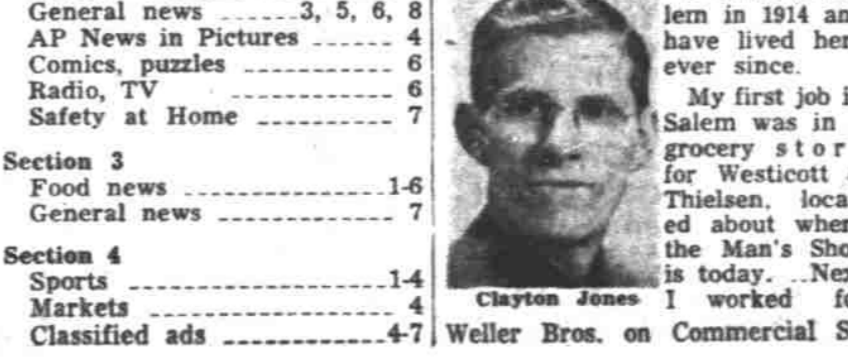 General news ......3, 5, 6, 8
AP News in Pictures ...... 4
Comics, puzzles ............ 6
Radio, TV ............ 6
Safety at Home .......... 7
Section 3
Food news ..................1-6
General news .............. 7
Section 4
Sports ......................1-4
Markets .................... 4
Classified ads ..............4-7
lem in 1914 an
have lived her
ever since.
My first job i
Salem was in
grocery stor
for Westicott
Thielsen, loca
ed about wher
the Man's Sho
is today. ..Nex
Clayton Jones
I worked fe
Weller Bros. on Commercial S